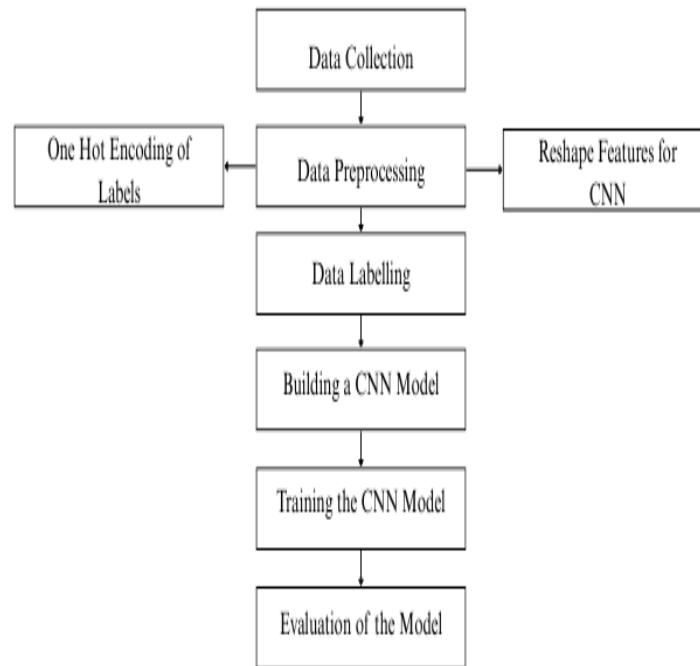 Data Collection
One Hot Encoding of
Labels
Data Preprocessing
Reshape Features for
CNN
Data Labelling
Building a CNN Model
Training the CNN Model
Evaluation of the Model